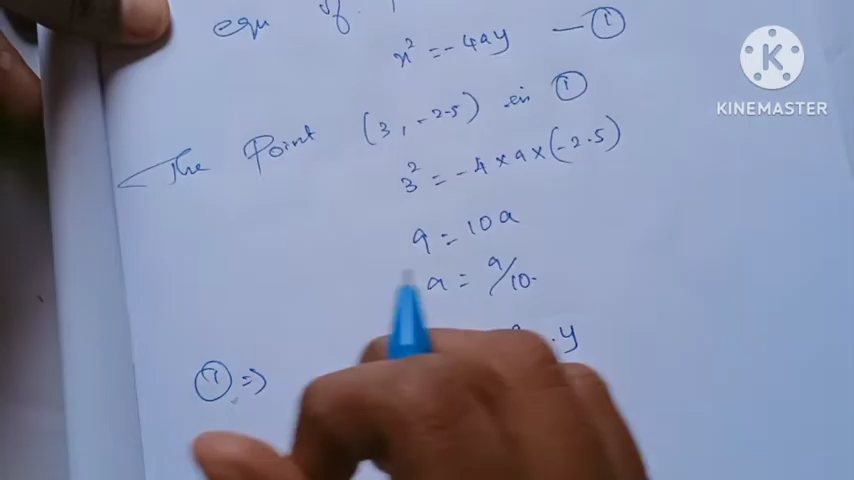 equ of
x² = -4ay — ①
K
KINEMASTER
The Point (3, -2.5) in ①
3² = -4 × a × (-2.5)
9 = 10a
a = 9/10.
. y
① ⇒